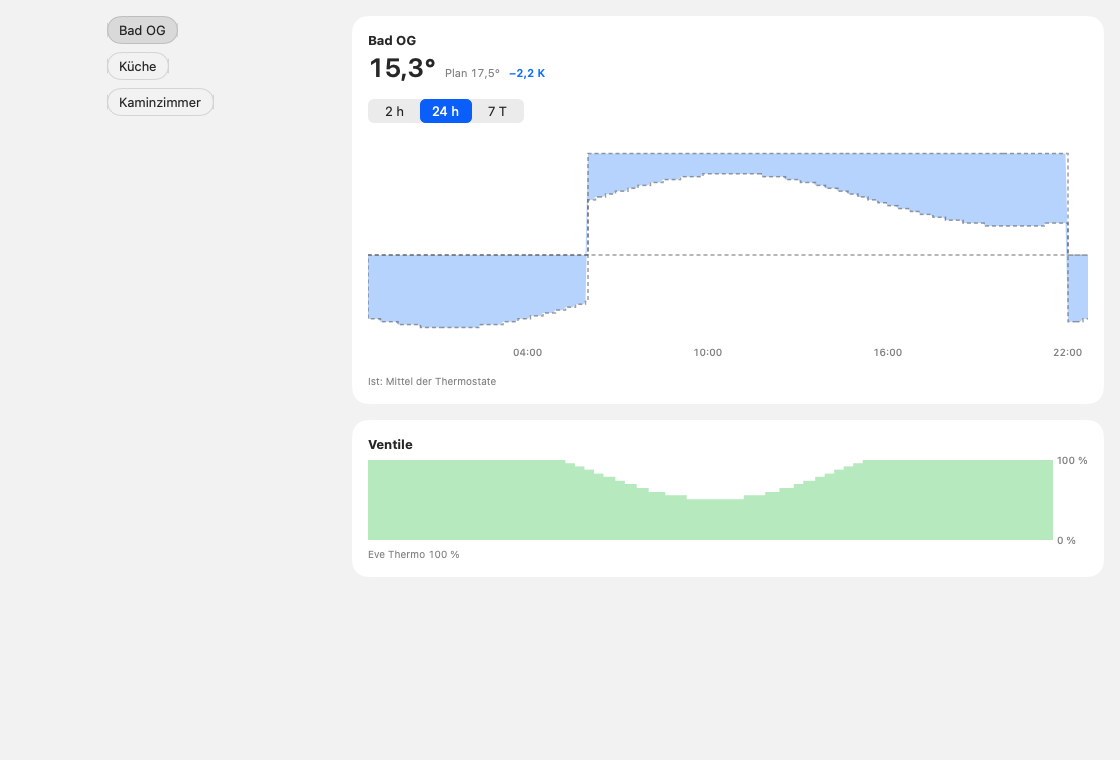 Bad OG
Küche
Kaminzimmer
Bad OG
15,3° Plan 17,5° −2,2 K
2 h 24 h 7 T
04:00 10:00 16:00 22:00
Ist: Mittel der Thermostate
Ventile
100 %
0 %
Eve Thermo 100 %